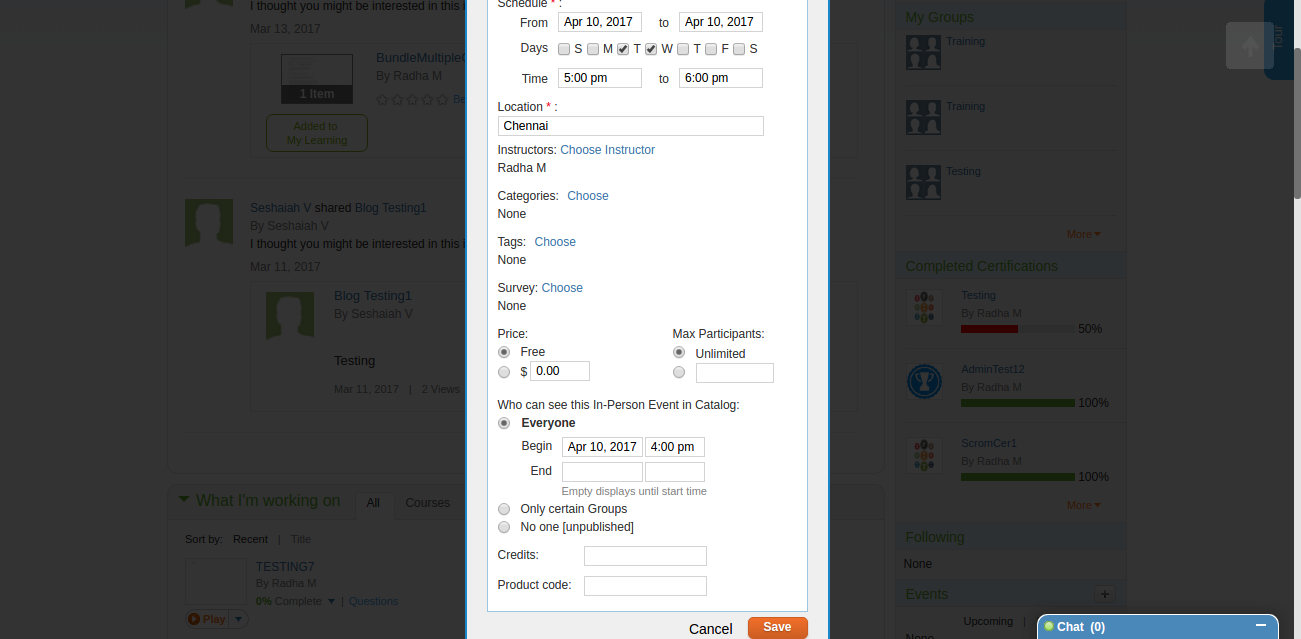 I thought you might be interested in this
Mar 13, 2017
BundleMultiple
By Radha M
1 Item
Be
Added to
My Learning
Seshaiah V shared Blog Testing1
By Seshaiah V
I thought you might be interested in this
Mar 11, 2017
Blog Testing1
By Seshaiah V
Testing
Mar 11, 2017 | 2 Views
What I'm working on All Courses
Sort by: Recent | Title
TESTING7
By Radha M
0% Complete | Questions
Play
Schedule * :
From Apr 10, 2017 to Apr 10, 2017
Days S M T W T F S
Time 5:00 pm to 6:00 pm
Location * :
Chennai
Instructors: Choose Instructor
Radha M
Categories: Choose
None
Tags: Choose
None
Survey: Choose
None
Price: Max Participants:
Free Unlimited
$ 0.00
Who can see this In-Person Event in Catalog:
Everyone
Begin Apr 10, 2017 4:00 pm
End
Empty displays until start time
Only certain Groups
No one [unpublished]
Credits:
Product code:
Cancel Save
My Groups
Training
Training
Testing
More
Completed Certifications
Testing
By Radha M
50%
AdminTest12
By Radha M
100%
ScromCer1
By Radha M
100%
More
Following
None
Events +
Upcoming |
None
Tour
Chat (0)